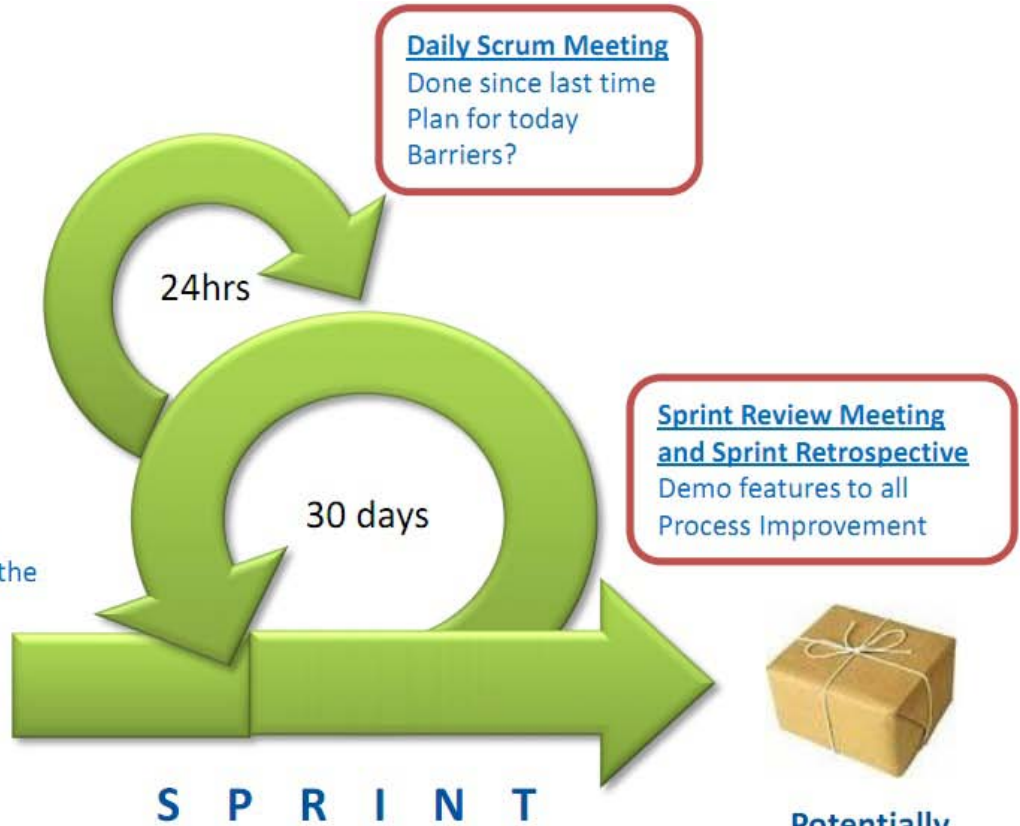 Daily Scrum Meeting
Done since last time
Plan for today
Barriers?
24hrs
30 days
Sprint Review Meeting
and Sprint Retrospective
Demo features to all
Process Improvement
the
S P R I N T
Potentially